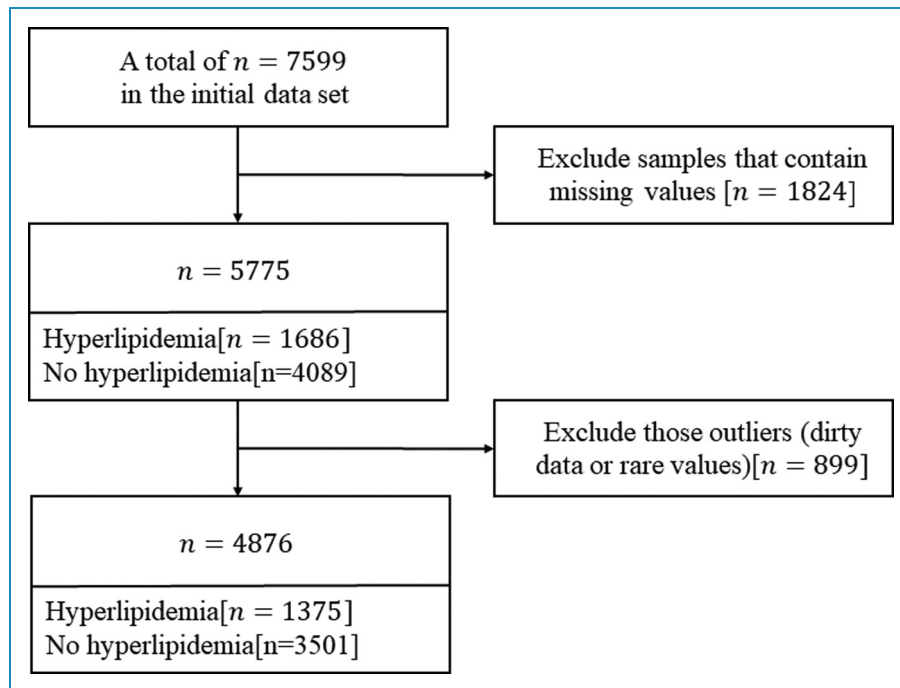 A total of n = 7599
in the initial data set
Exclude samples that contain
missing values [n = 1824]
n = 5775
Hyperlipidemia[n = 1686]
No hyperlipidemia[n=4089]
Exclude those outliers (dirty
data or rare values)[n = 899]
n = 4876
Hyperlipidemia[n = 1375]
No hyperlipidemia[n=3501]